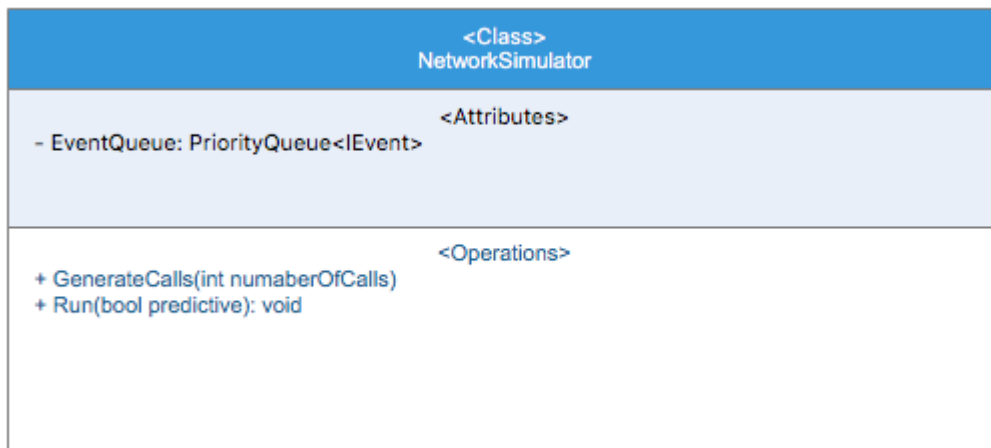 <Class>
NetworkSimulator
<Attributes>
- EventQueue: PriorityQueue<IEvent>
<Operations>
+ GenerateCalls(int numaberOfCalls)
+ Run(bool predictive): void